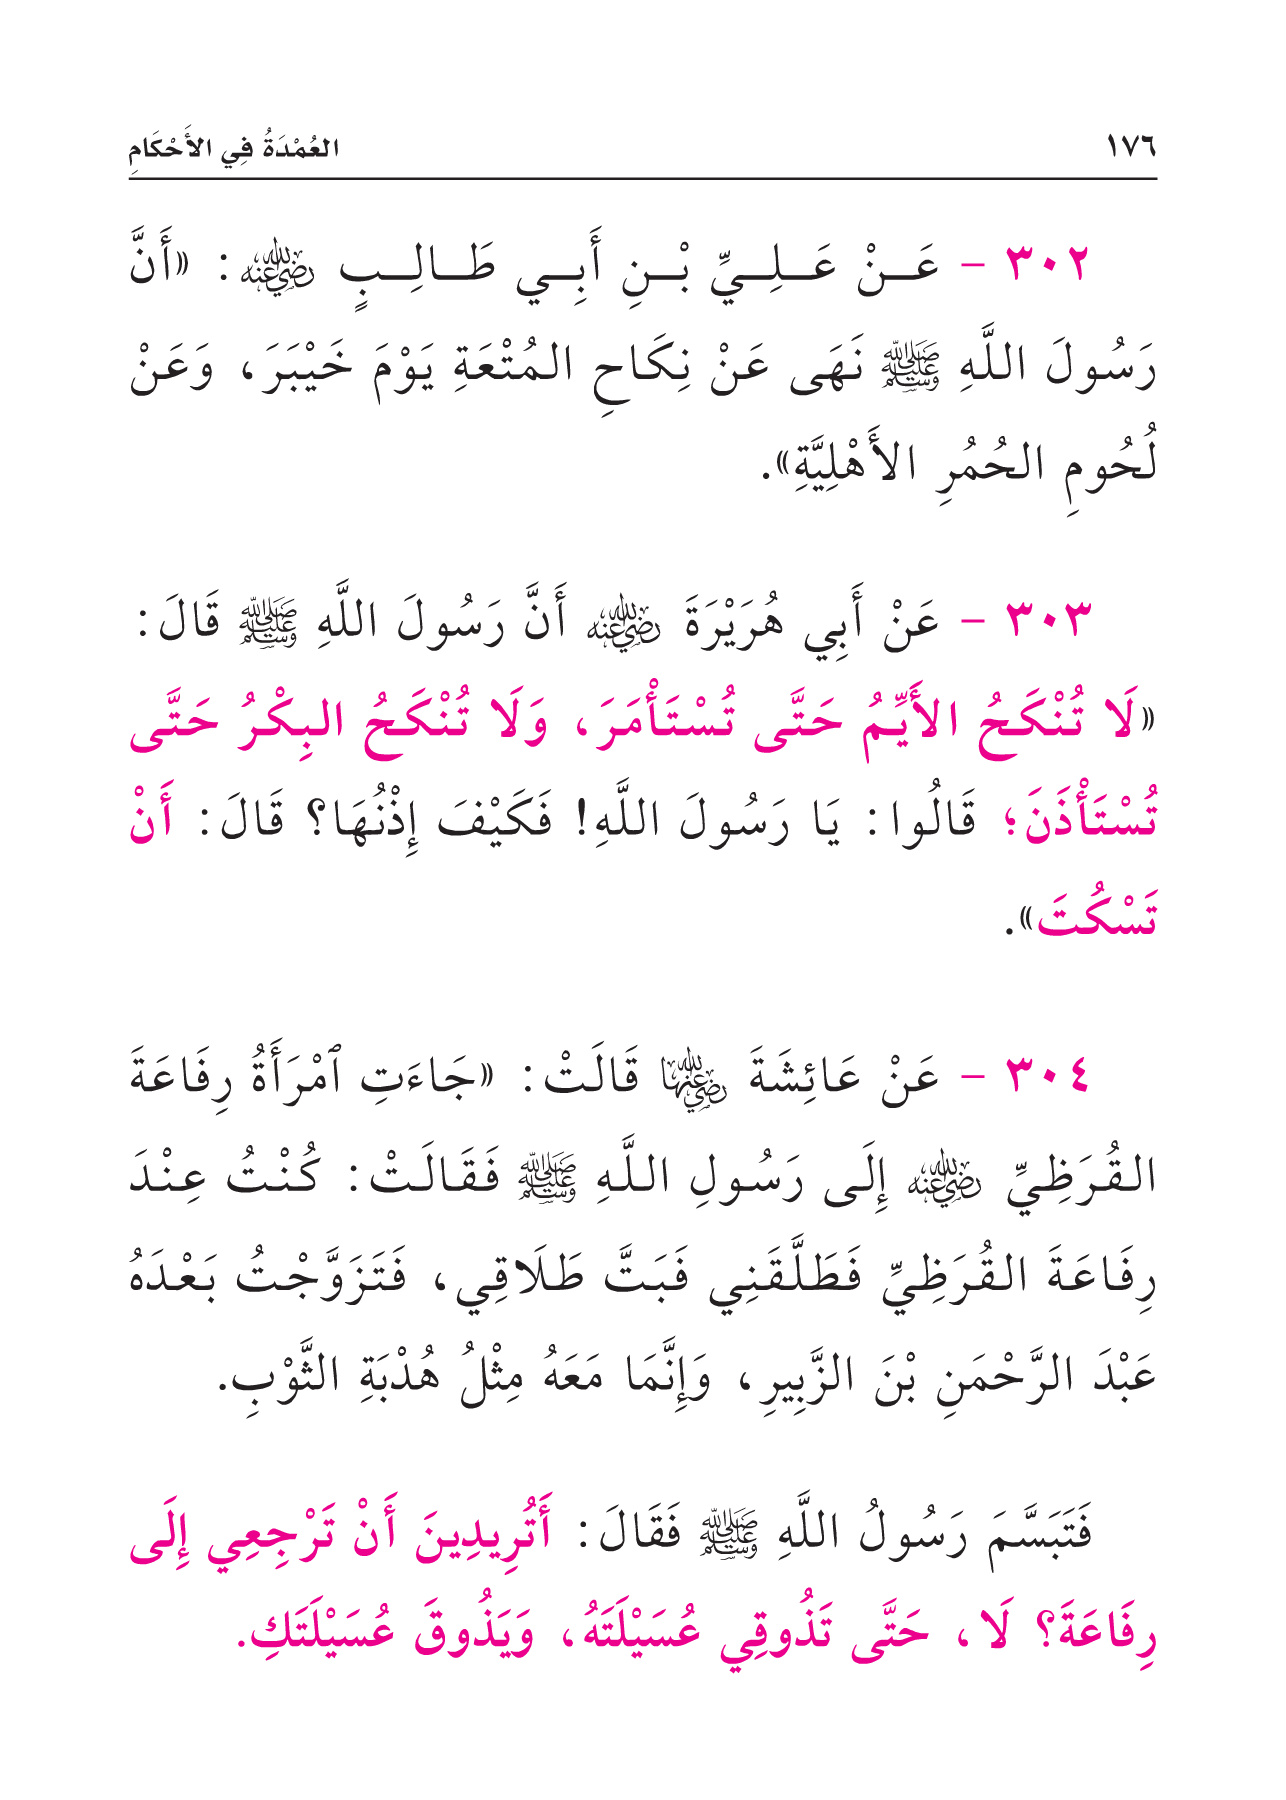 ١٧٦
العُمْدَةُ فِي الأَحْكَامِ
٣٠٢ - عَنْ عَلِيِّ بْنِ أَبِي طَالِبٍ رضي الله عنه: «أَنَّ
رَسُولَ اللَّهِ ﷺ نَهَى عَنْ نِكَاحِ المُتْعَةِ يَوْمَ خَيْبَرَ، وَعَنْ
لُحُومِ الحُمُرِ الأَهْلِيَّةِ».
٣٠٣ - عَنْ أَبِي هُرَيْرَةَ رضي الله عنه أَنَّ رَسُولَ اللَّهِ ﷺ قَالَ:
«لَا تُنْكَحُ الأَيِّمُ حَتَّى تُسْتَأْمَرَ، وَلَا تُنْكَحُ البِكْرُ حَتَّى
تُسْتَأْذَنَ؛ قَالُوا: يَا رَسُولَ اللَّهِ! فَكَيْفَ إِذْنُهَا؟ قَالَ: أَنْ
تَسْكُتَ».
٣٠٤ - عَنْ عَائِشَةَ رضي الله عنها قَالَتْ: «جَاءَتِ ٱمْرَأَةُ رِفَاعَةَ
القُرَظِيِّ رضي الله عنه إِلَى رَسُولِ اللَّهِ ﷺ فَقَالَتْ: كُنْتُ عِنْدَ
رِفَاعَةَ القُرَظِيِّ فَطَلَّقَنِي فَبَتَّ طَلَاقِي، فَتَزَوَّجْتُ بَعْدَهُ
عَبْدَ الرَّحْمَنِ بْنَ الزَّبِيرِ، وَإِنَّمَا مَعَهُ مِثْلُ هُدْبَةِ الثَّوْبِ.
فَتَبَسَّمَ رَسُولُ اللَّهِ ﷺ فَقَالَ: أَتُرِيدِينَ أَنْ تَرْجِعِي إِلَى
رِفَاعَةَ؟ لَا، حَتَّى تَذُوقِي عُسَيْلَتَهُ، وَيَذُوقَ عُسَيْلَتَكِ.